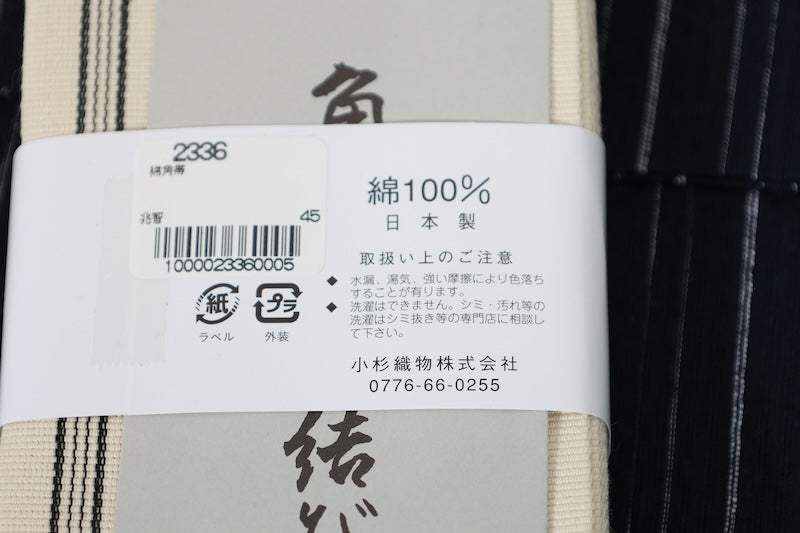 角
2336
綿角帯
兆智 45
1000023360005
綿100%
日本製
取扱い上のご注意
◆ 水漏、湯気、強い摩擦により色落ち
することが有ります。
◆ 洗濯はできません。シミ・汚れ等の
洗濯はシミ抜き等の専門店に相談し
て下さい。
紙 プラ
ラベル 外装
小杉織物株式会社
0776-66-0255
結び